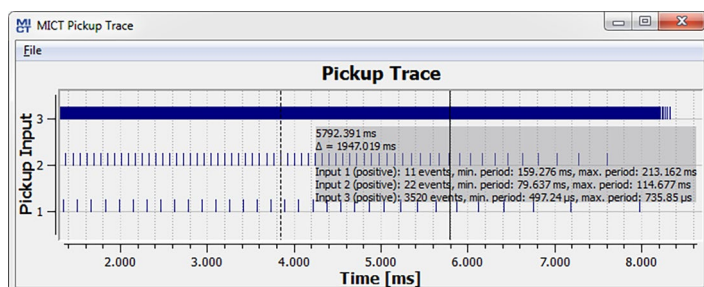 MICT Pickup Trace
File
Pickup Trace
Pickup Input
3
2
1
5792.391 ms
Δ = 1947.019 ms
Input 1 (positive): 11 events, min. period: 159.276 ms, max. period: 213.162 ms
Input 2 (positive): 22 events, min. period: 79.637 ms, max. period: 114.677 ms
Input 3 (positive): 3520 events, min. period: 497.24 µs, max. period: 735.85 µs
2.000 3.000 4.000 5.000 6.000 7.000 8.000
Time [ms]